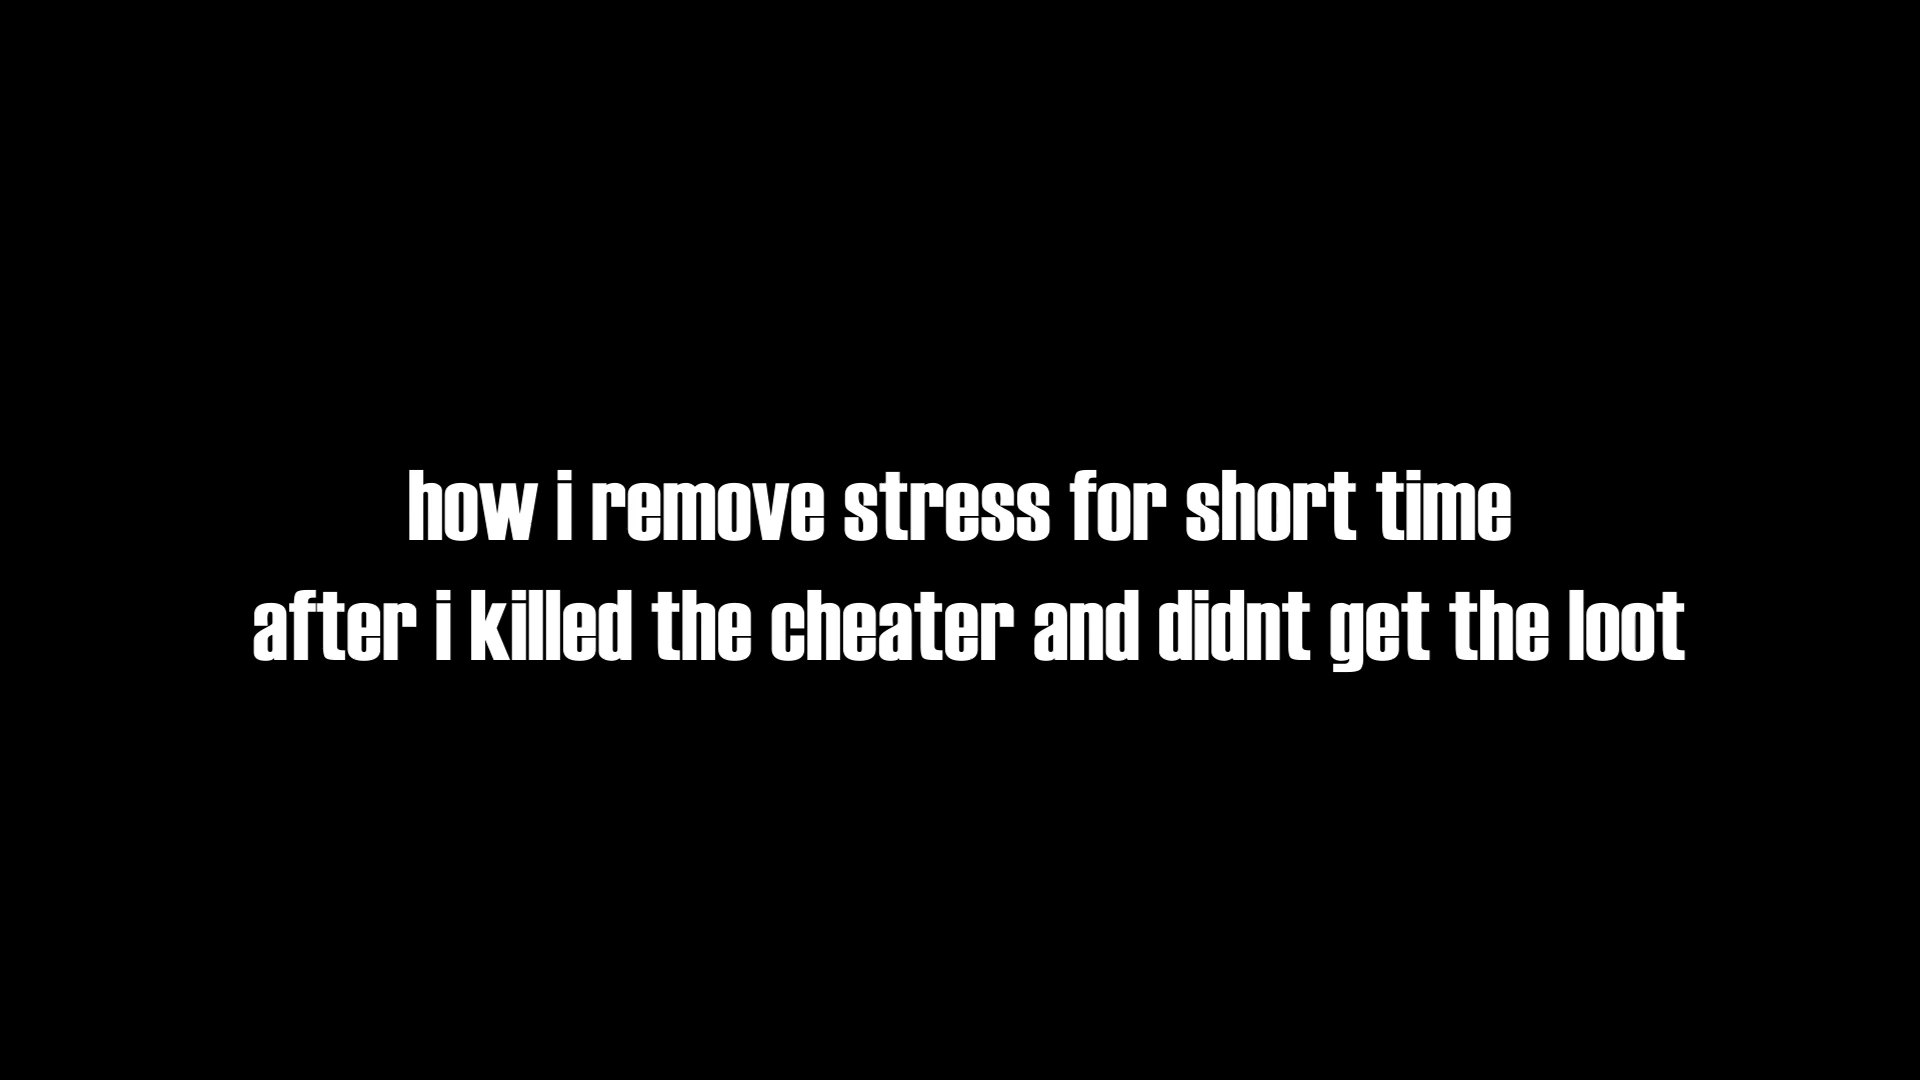 how i remove stress for short time
after i killed the cheater and didnt get the loot